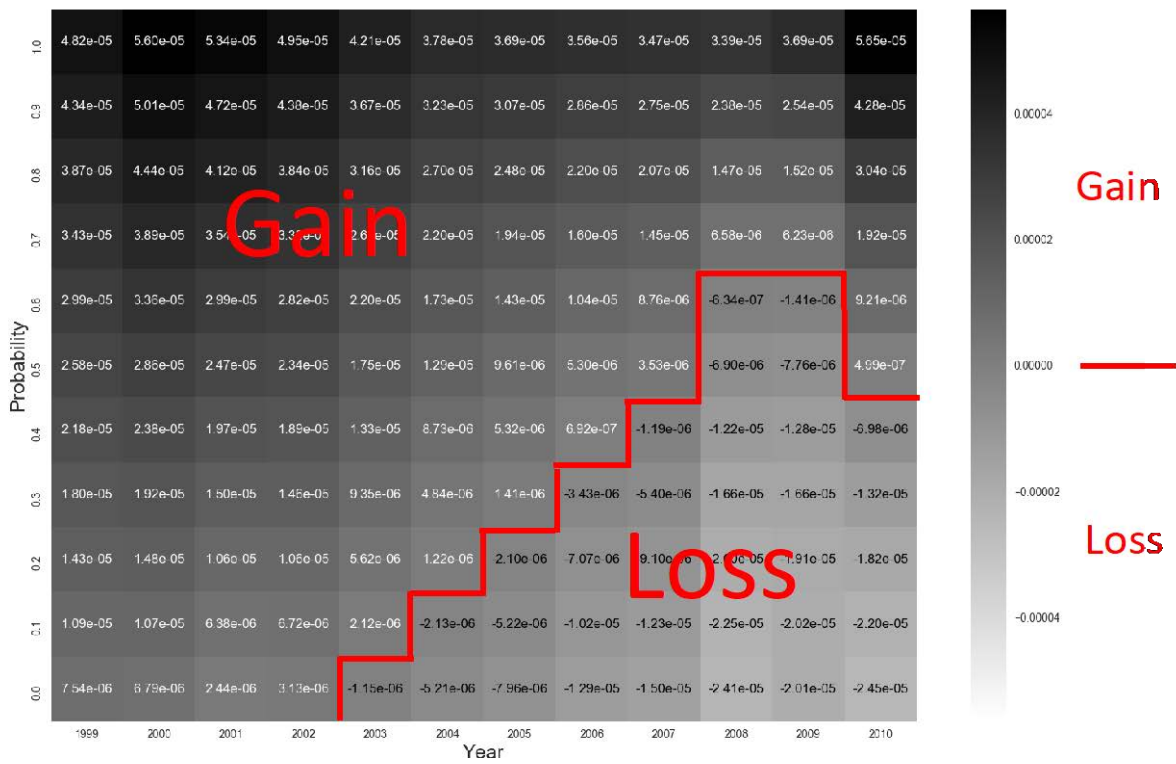 1.0 4.82e-05 5.60e-05 5.34e-05 4.95e-05 4.21e-05 3.78e-05 3.69e-05 3.56e-05 3.47e-05 3.39e-05 3.69e-05 5.65e-05
0.9 4.34e-05 5.01e-05 4.72e-05 4.38e-05 3.67e-05 3.23e-05 3.07e-05 2.86e-05 2.75e-05 2.38e-05 2.54e-05 4.28e-05
0.8 3.87e-05 4.44e-05 4.12e-05 3.84e-05 3.16e-05 2.70e-05 2.48e-05 2.20e-05 2.07e-05 1.47e-05 1.52e-05 3.04e-05
Gain
0.7 3.43e-05 3.89e-05 2.20e-05 1.94e-05 1.60e-05 1.45e-05 6.58e-06 6.23e-06 1.92e-05
0.6 2.99e-05 3.36e-05 2.99e-05 2.82e-05 2.20e-05 1.73e-05 1.43e-05 1.04e-05 8.76e-06 -6.34e-07 -1.41e-06 9.21e-06
0.5 2.58e-05 2.86e-05 2.47e-05 2.34e-05 1.75e-05 1.29e-05 9.61e-06 5.30e-06 3.53e-06 -6.90e-06 -7.76e-06 4.99e-07
0.4 2.18e-05 2.38e-05 1.97e-05 1.89e-05 1.33e-05 8.73e-06 5.32e-06 6.92e-07 -1.19e-06 -1.22e-05 -1.28e-05 -6.98e-06
0.3 1.80e-05 1.92e-05 1.50e-05 1.46e-05 9.35e-06 4.84e-06 1.41e-06 -3.43e-06 -5.40e-06 -1.66e-05 -1.66e-05 -1.32e-05
0.2 1.43e-05 1.48e-05 1.06e-05 1.06e-05 5.62e-06 1.22e-06 -2.10e-06 -7.07e-06 -1.82e-05
Loss
0.1 1.09e-05 1.07e-05 6.38e-06 6.72e-06 2.12e-06 -2.13e-06 -5.22e-06 -1.02e-05 -1.23e-05 -2.25e-05 -2.02e-05 -2.20e-05
0.0 7.54e-06 6.79e-06 2.44e-06 3.13e-06 -1.15e-06 -5.21e-06 -7.96e-06 -1.29e-05 -1.50e-05 -2.41e-05 -2.01e-05 -2.45e-05
Probability
1999 2000 2001 2002 2003 2004 2005 2006 2007 2008 2009 2010
Year
0.00004
0.00002
0.00000
-0.00002
-0.00004
Gain
Loss